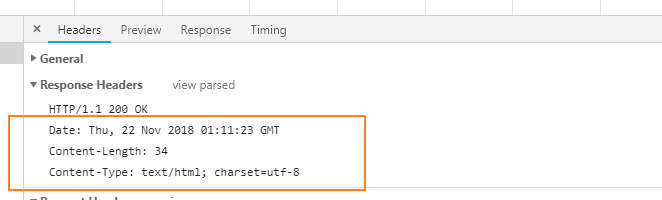 Headers Preview Response Timing
General
Response Headers view parsed
HTTP/1.1 200 OK
Date: Thu, 22 Nov 2018 01:11:23 GMT
Content-Length: 34
Content-Type: text/html; charset=utf-8